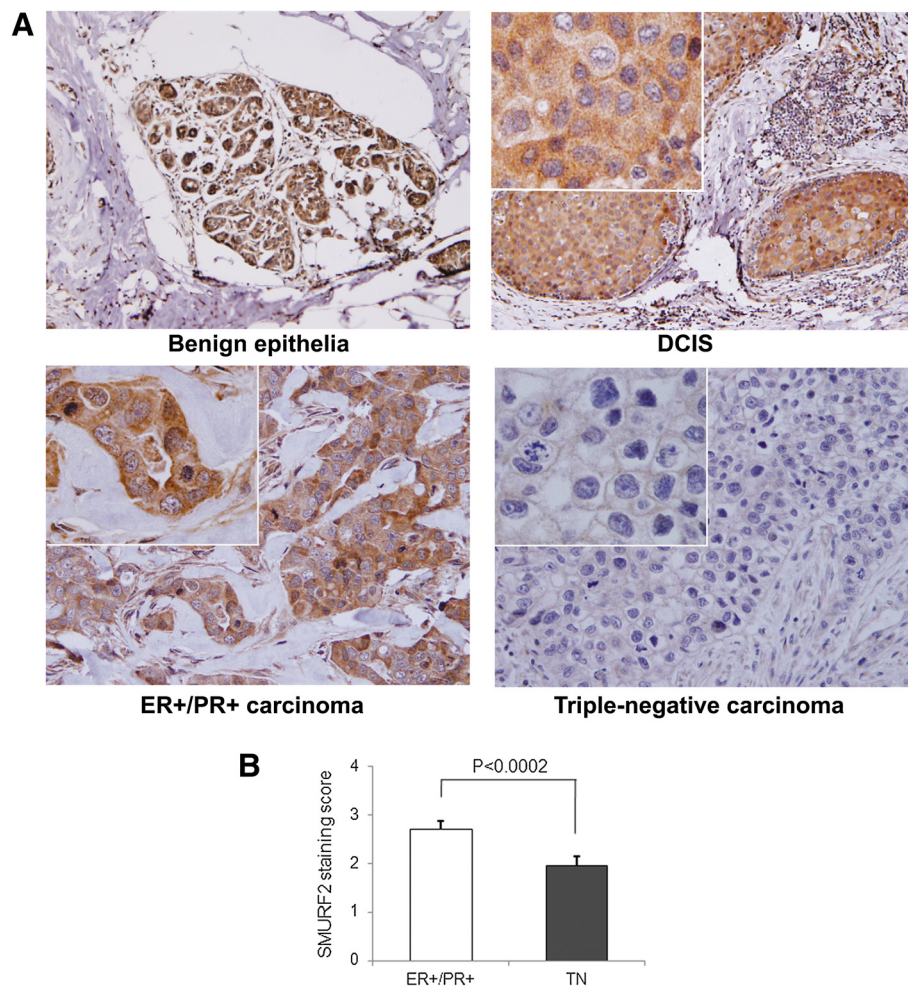 A
Benign epithelia
DCIS
ER+/PR+ carcinoma
Triple-negative carcinoma
B
P<0.0002
SMURF2 staining score
4
3
2
1
0
ER+/PR+
TN